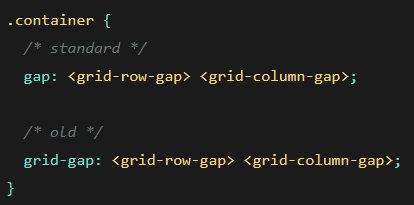 .container {
/* standard */
gap: <grid-row-gap> <grid-column-gap>;
/* old */
grid-gap: <grid-row-gap> <grid-column-gap>;
}